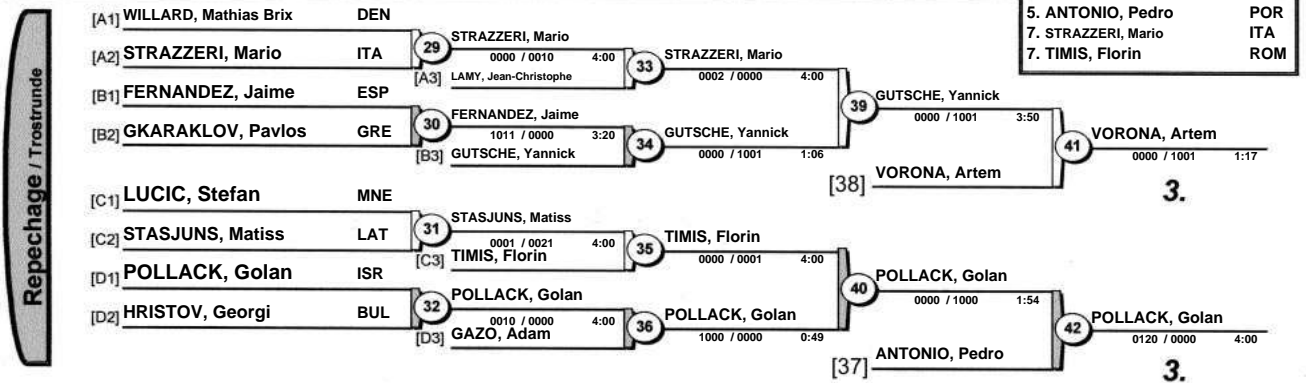 5. ANTONIO, Pedro POR
7. STRAZZERI, Mario ITA
7. TIMIS, Florin ROM
Repechage / Trostrunde
[A1] WILLARD, Mathias Brix DEN
[A2] STRAZZERI, Mario ITA
[B1] FERNANDEZ, Jaime ESP
[B2] GKARAKLOV, Pavlos GRE
[C1] LUCIC, Stefan MNE
[C2] STASJUNS, Matiss LAT
[D1] POLLACK, Golan ISR
[D2] HRISTOV, Georgi BUL
29
STRAZZERI, Mario
0000 / 0010 4:00
[A3] LAMY, Jean-Christophe
30
FERNANDEZ, Jaime
1011 / 0000 3:20
[B3] GUTSCHE, Yannick
31
STASJUNS, Matiss
0001 / 0021 4:00
[C3] TIMIS, Florin
32
POLLACK, Golan
0010 / 0000 4:00
[D3] GAZO, Adam
33
STRAZZERI, Mario
0002 / 0000 4:00
34
GUTSCHE, Yannick
0000 / 1001 1:06
35
TIMIS, Florin
0000 / 0001 4:00
36
POLLACK, Golan
1000 / 0000 0:49
39
GUTSCHE, Yannick
0000 / 1001 3:50
[38] VORONA, Artem
40
POLLACK, Golan
0000 / 1000 1:54
[37] ANTONIO, Pedro
41
VORONA, Artem
0000 / 1001 1:17
3.
42
POLLACK, Golan
0120 / 0000 4:00
3.